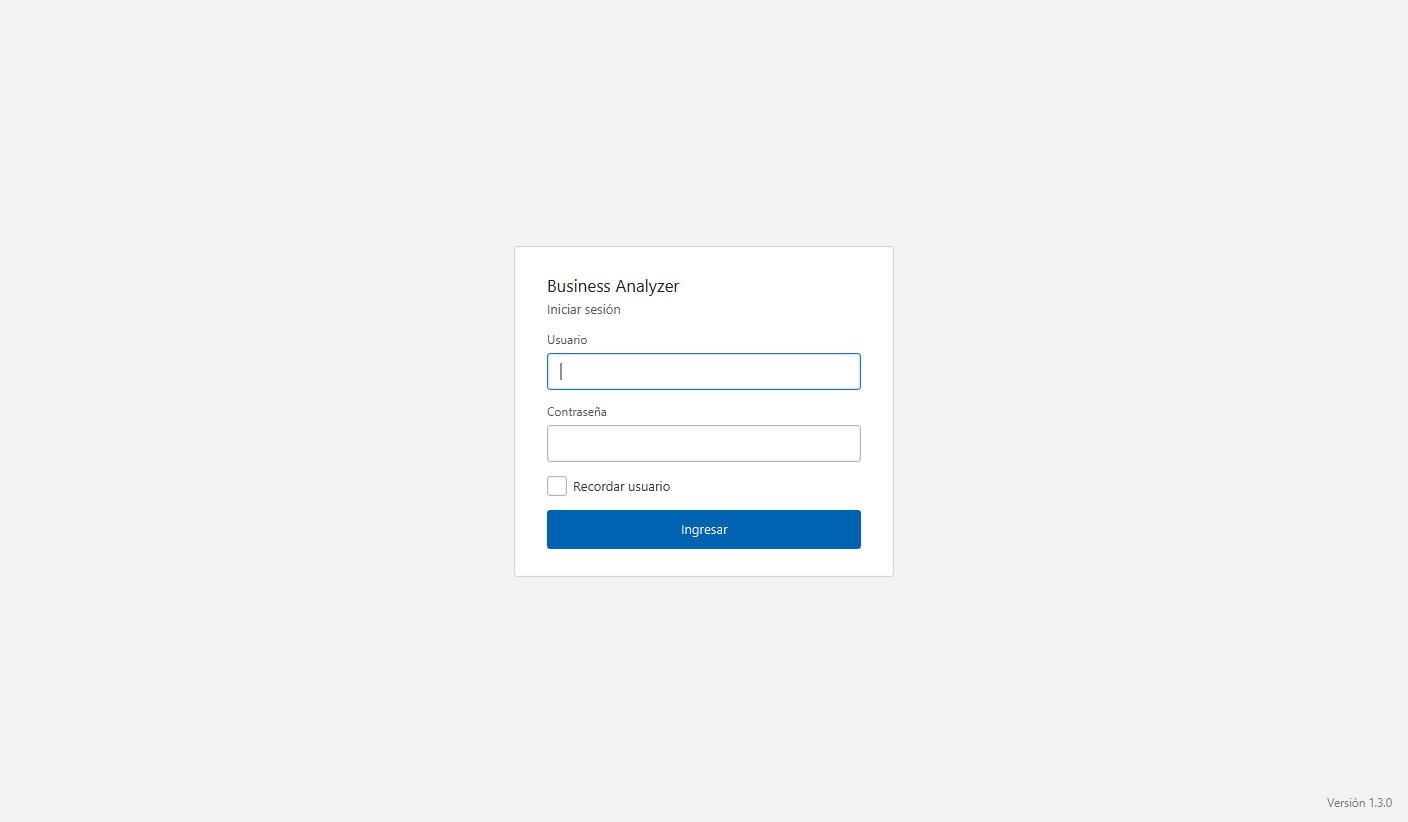 Business Analyzer
Iniciar sesión
Usuario
Contraseña
Recordar usuario
Ingresar
Versión 1.3.0